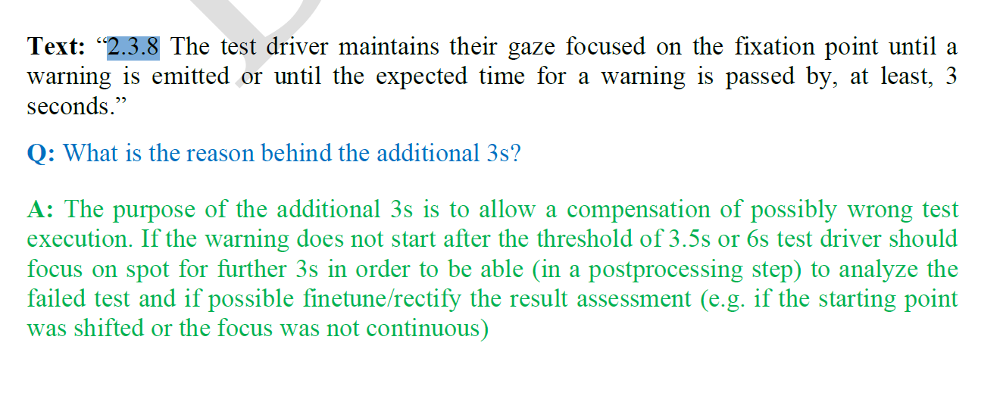 Text: “2.3.8 The test driver maintains their gaze focused on the fixation point until a
warning is emitted or until the expected time for a warning is passed by, at least, 3
seconds.”
Q: What is the reason behind the additional 3s?
A: The purpose of the additional 3s is to allow a compensation of possibly wrong test
execution. If the warning does not start after the threshold of 3.5s or 6s test driver should
focus on spot for further 3s in order to be able (in a postprocessing step) to analyze the
failed test and if possible finetune/rectify the result assessment (e.g. if the starting point
was shifted or the focus was not continuous)